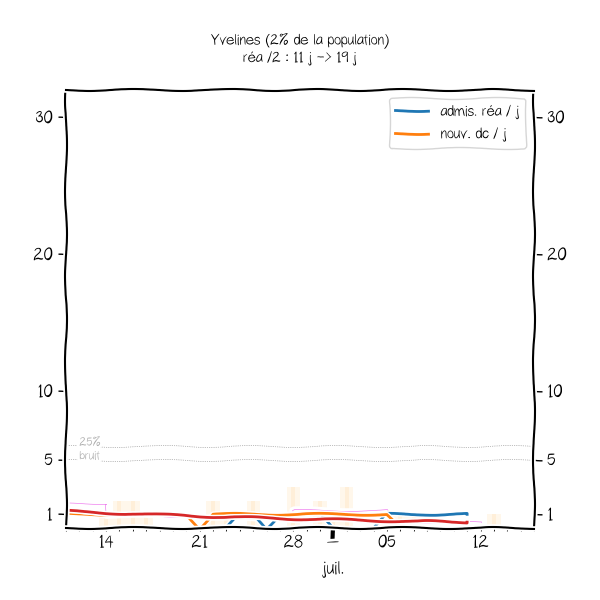 Yvelines (2% de la population)
réa /2 : 11 j -> 19 j
admis. réa / j
nouv. dc / j
30 30
20 20
10 10
25%
5 bruit 5
1 1
14 21 28 05 12
juil.